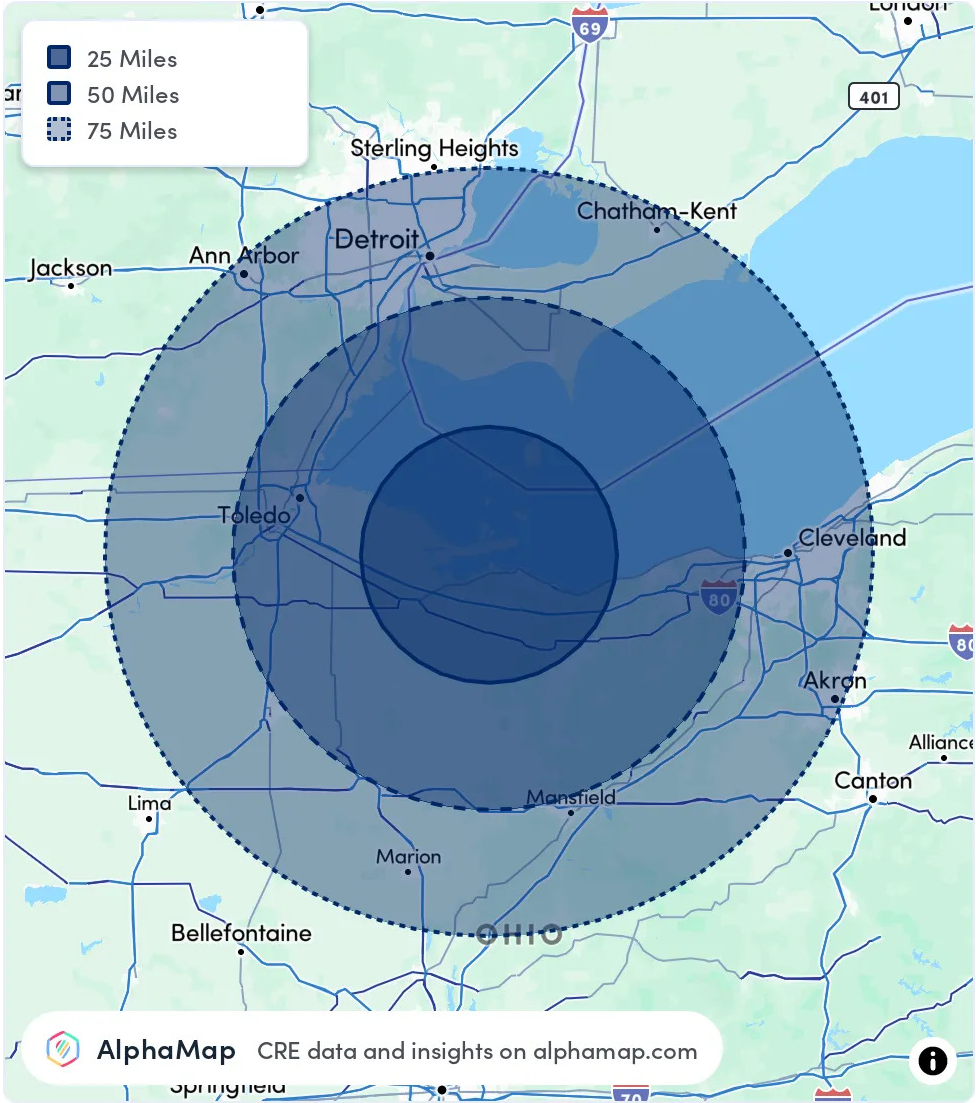 London
69
25 Miles
50 Miles
75 Miles
401
Sterling Heights
Chatham-Kent
Detroit
Ann Arbor
Jackson
Toledo
Cleveland
80
80
Akron
Alliance
Canton
Mansfield
Lima
Marion
Bellefontaine
OHIO
AlphaMap CRE data and insights on alphamap.com
Springfield
70